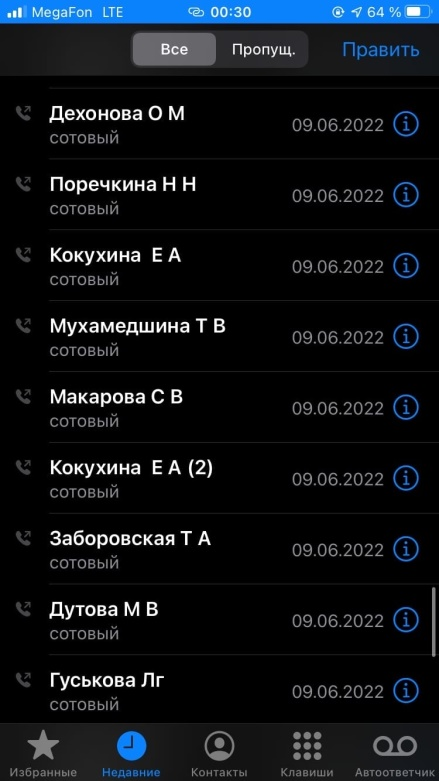 MegaFon LTE 00:30 64 %
Все Пропущ. Править
Дехонова О М
сотовый
09.06.2022
Поречкина Н Н
сотовый
09.06.2022
Кокухина Е А
сотовый
09.06.2022
Мухамедшина Т В
сотовый
09.06.2022
Макарова С В
сотовый
09.06.2022
Кокухина Е А (2)
сотовый
09.06.2022
Заборовская Т А
сотовый
09.06.2022
Дутова М В
сотовый
09.06.2022
Гуськова Лг
сотовый
09.06.2022
Избранные Недавние Контакты Клавиши Автоответчик